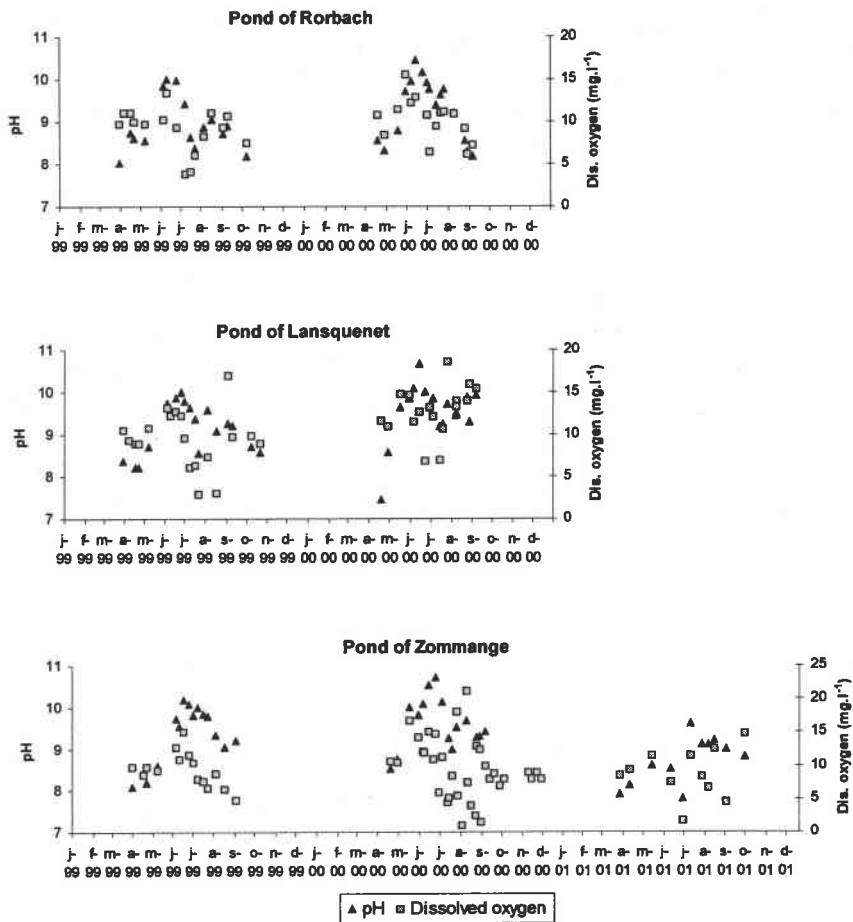 Pond of Rorbach
11
10
9
8
7
pH
20
15
10
5
0
Dis. oxygen (mg.l-1)
j- f- m- a- m- j- j- a- s- o- n- d- j- f- m- a- m- j- j- a- s- o- n- d-
99 99 99 99 99 99 99 99 99 99 99 99 00 00 00 00 00 00 00 00 00 00 00 00
Pond of Lansquenet
11
10
9
8
7
pH
20
15
10
5
0
Dis. oxygen (mg.l-1)
j- f- m- a- m- j- j- a- s- o- n- d- j- f- m- a- m- j- j- a- s- o- n- d-
99 99 99 99 99 99 99 99 99 99 99 99 00 00 00 00 00 00 00 00 00 00 00 00
Pond of Zommange
11
10
9
8
7
pH
25
20
15
10
5
0
Dis. oxygen (mg.l-1)
j- f- m- a- m- j- j- a- s- o- n- d- j- f- m- a- m- j- j- a- s- o- n- d- j- f- m- a- m- j- j- a- s- o- n- d-
99 99 99 99 99 99 99 99 99 99 99 99 00 00 00 00 00 00 00 00 00 00 00 00 01 01 01 01 01 01 01 01 01 01 01 01
pH Dissolved oxygen